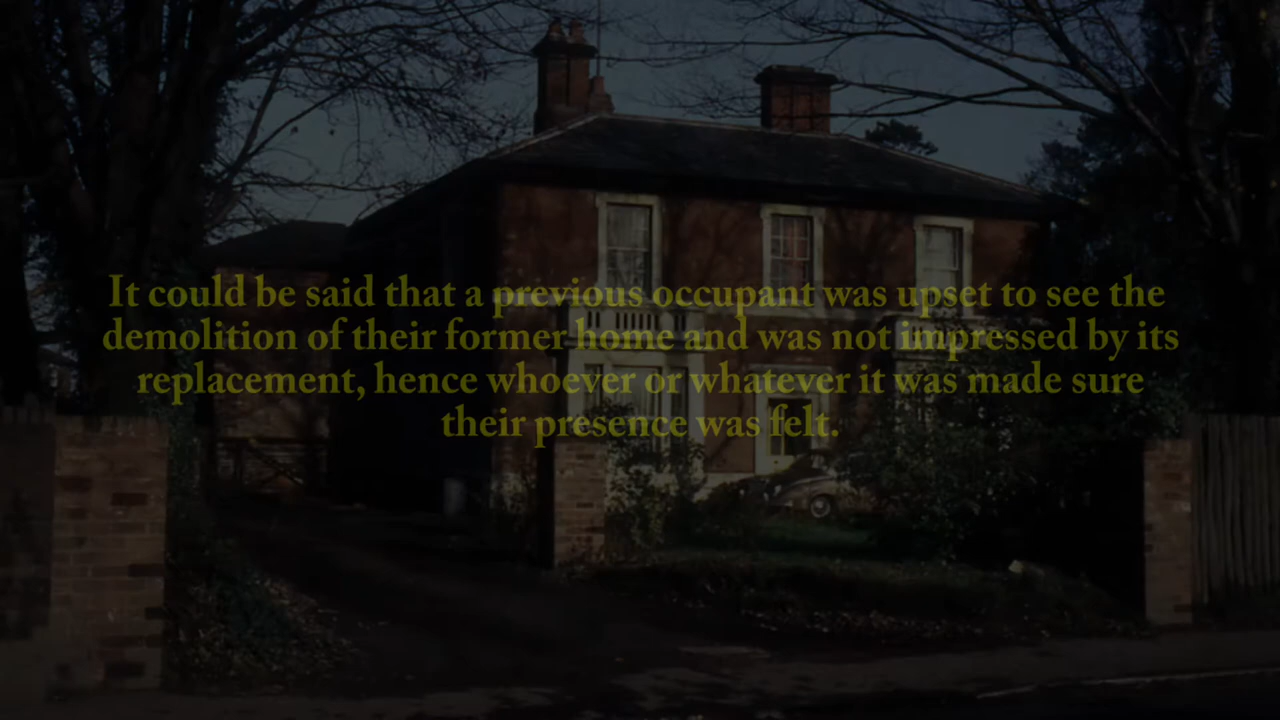 It could be said that a previous occupant was upset to see the
demolition of their former home and was not impressed by its
replacement, hence whoever or whatever it was made sure
their presence was felt.